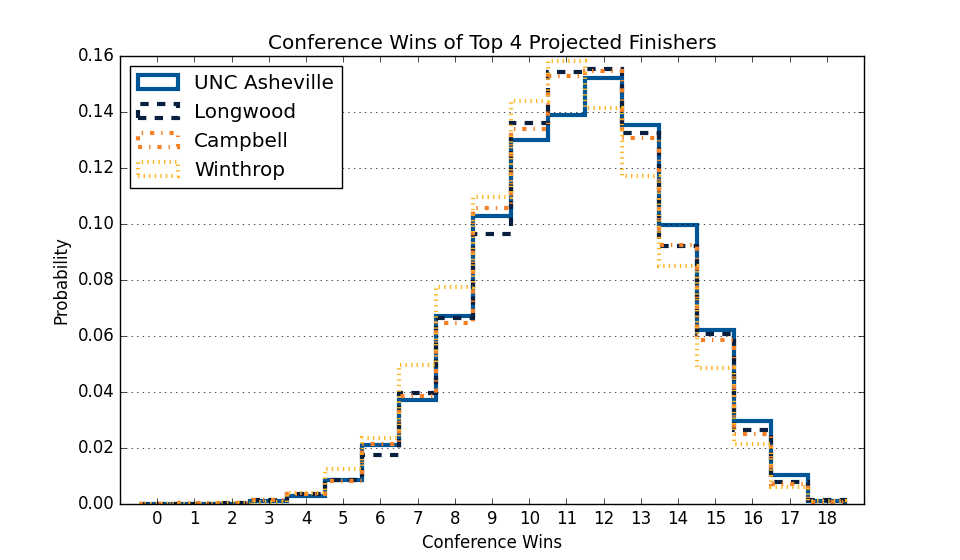 Conference Wins of Top 4 Projected Finishers
UNC Asheville
Longwood
Campbell
Winthrop
Probability
0.16
0.14
0.12
0.10
0.08
0.06
0.04
0.02
0.00
0 1 2 3 4 5 6 7 8 9 10 11 12 13 14 15 16 17 18
Conference Wins